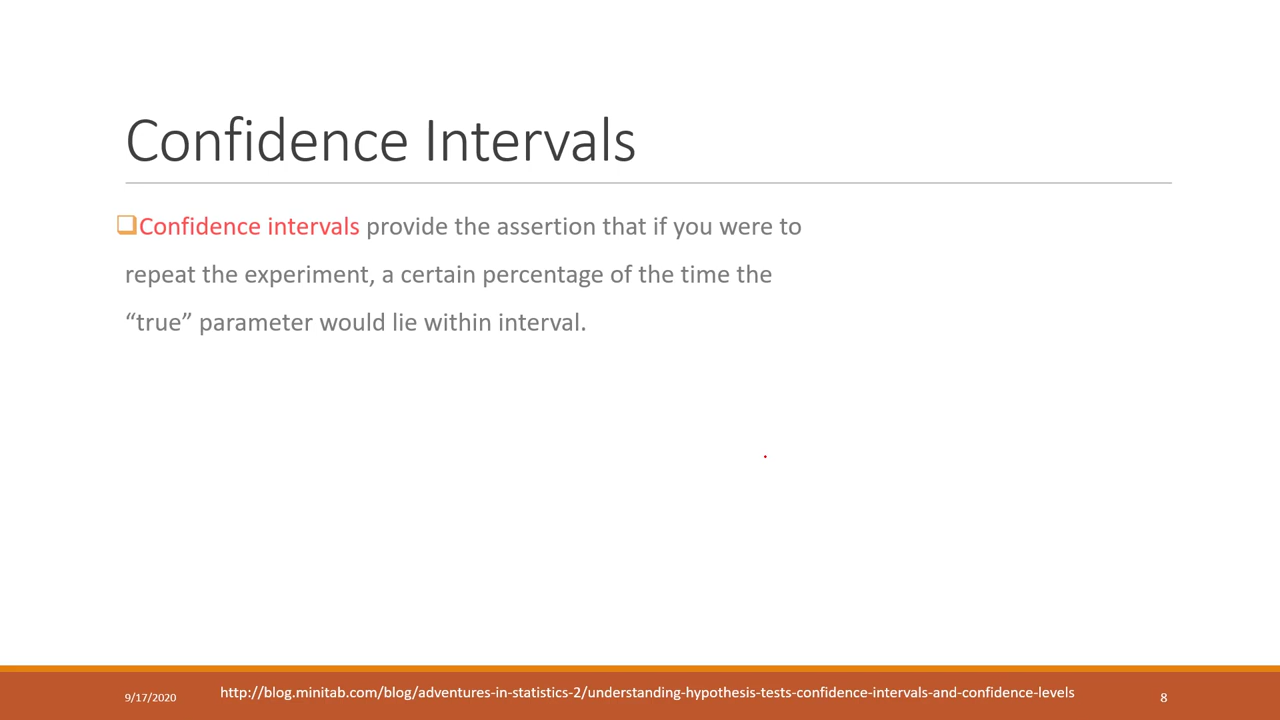 Confidence Intervals
Confidence intervals provide the assertion that if you were to
repeat the experiment, a certain percentage of the time the
“true” parameter would lie within interval.
9/17/2020
http://blog.minitab.com/blog/adventures-in-statistics-2/understanding-hypothesis-tests-confidence-intervals-and-confidence-levels
8